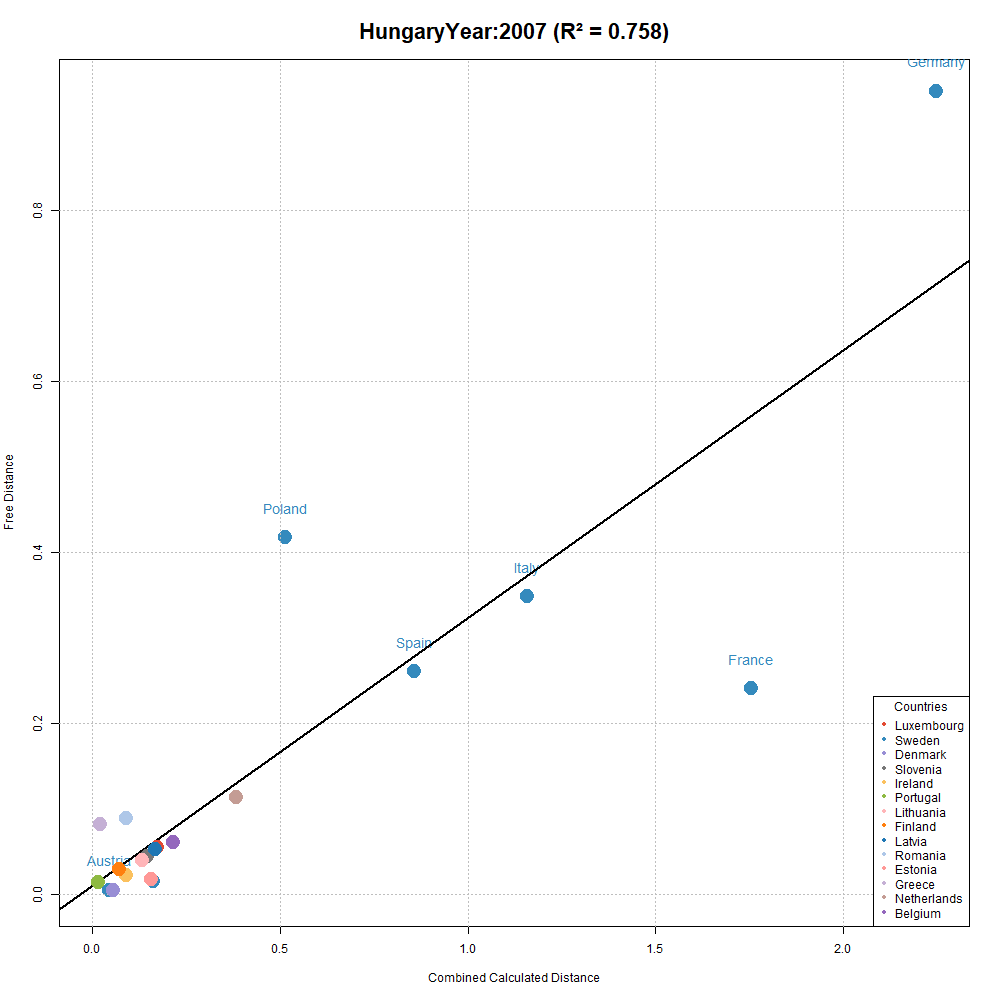 HungaryYear:2007 (R² = 0.758)
Germany
0.8
0.6
Poland
Free Distance
0.4
Italy
Spain
France
0.2
Countries
Luxembourg
Sweden
Denmark
Slovenia
Ireland
Portugal
Lithuania
Finland
Latvia
Romania
Estonia
Greece
Netherlands
Belgium
Austria
0.0
0.0 0.5 1.0 1.5 2.0
Combined Calculated Distance